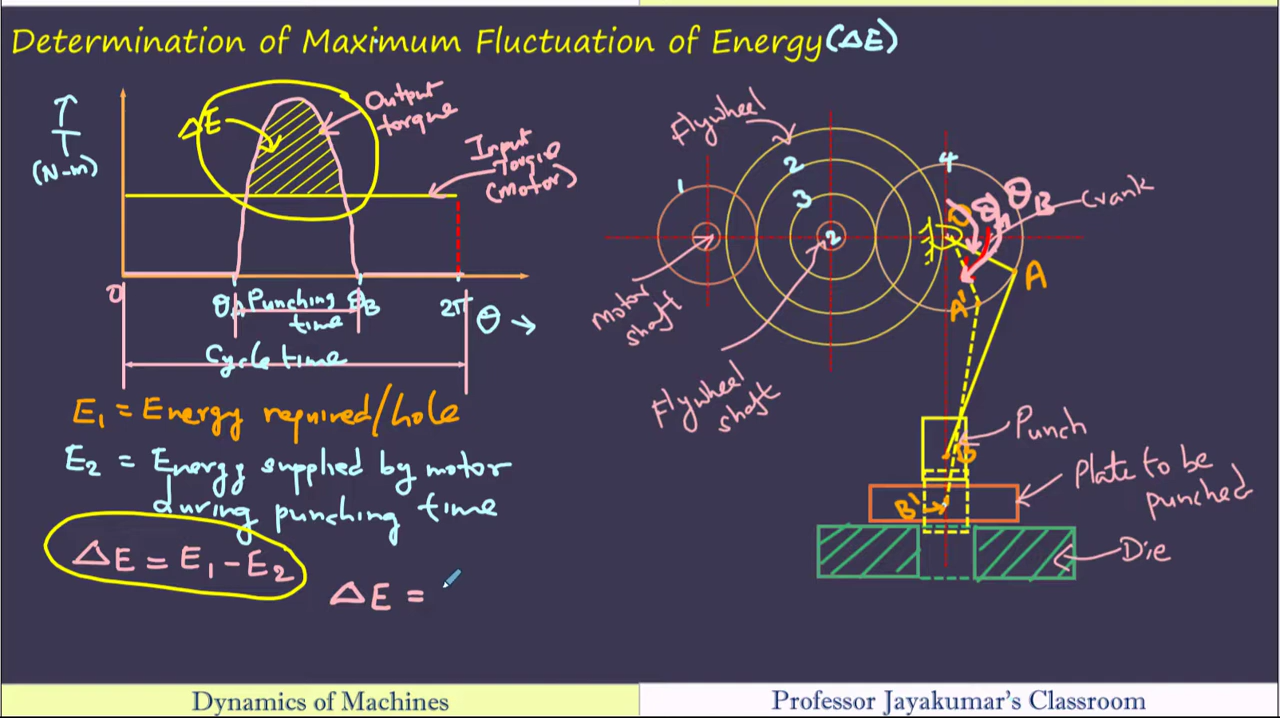 Determination of Maximum Fluctuation of Energy (ΔE)
↑
T
(N-m)
ΔE
Output
torque
Input
Torque
(motor)
0
θA
Punching
time
θB
2π
θ →
Cycle time
E1 = Energy required/hole
E2 = Energy supplied by motor
during punching time
ΔE = E1 - E2
ΔE =
Flywheel
1
2
3
4
2
O
θA
θB
Crank
A
A'
motor
shaft
Flywheel
shaft
B
Punch
B'
Plate to be
punched
Die
Dynamics of Machines
Professor Jayakumar's Classroom